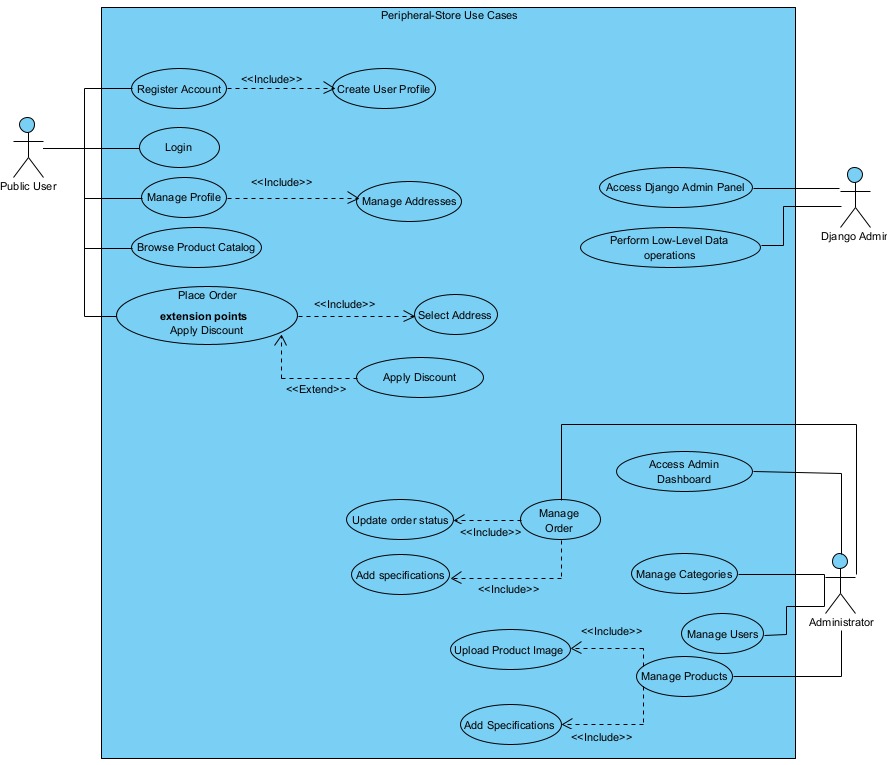 Peripheral-Store Use Cases
Register Account
<<Include>>
Create User Profile
Public User
Login
Manage Profile
<<Include>>
Manage Addresses
Browse Product Catalog
Place Order
extension points
Apply Discount
<<Include>>
Select Address
<<Extend>>
Apply Discount
Access Django Admin Panel
Perform Low-Level Data
operations
Django Admin
Access Admin
Dashboard
Manage
Order
Update order status
<<Include>>
Add specifications
<<Include>>
Manage Categories
Administrator
Manage Users
<<Include>>
Upload Product Image
Manage Products
Add Specifications
<<Include>>